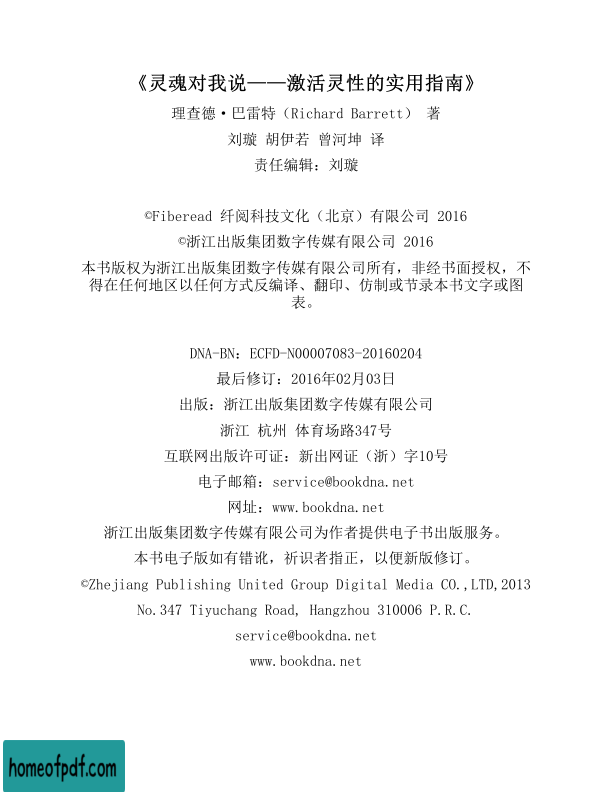 《灵魂对我说——激活灵性的实用指南》
理查德·巴雷特（Richard Barrett） 著
刘璇 胡伊若 曾河坤 译
责任编辑：刘璇
©Fiberead 纤阅科技文化（北京）有限公司 2016
©浙江出版集团数字传媒有限公司 2016
本书版权为浙江出版集团数字传媒有限公司所有，非经书面授权，不
得在任何地区以任何方式反编译、翻印、仿制或节录本书文字或图
表。
DNA-BN：ECFD-N00007083-20160204
最后修订：2016年02月03日
出版：浙江出版集团数字传媒有限公司
浙江 杭州 体育场路347号
互联网出版许可证：新出网证（浙）字10号
电子邮箱：service@bookdna.net
网址：www.bookdna.net
浙江出版集团数字传媒有限公司为作者提供电子书出版服务。
本书电子版如有错讹，祈识者指正，以便新版修订。
©Zhejiang Publishing United Group Digital Media CO.,LTD,2013
No.347 Tiyuchang Road, Hangzhou 310006 P.R.C.
service@bookdna.net
www.bookdna.net
homeofpdf.com